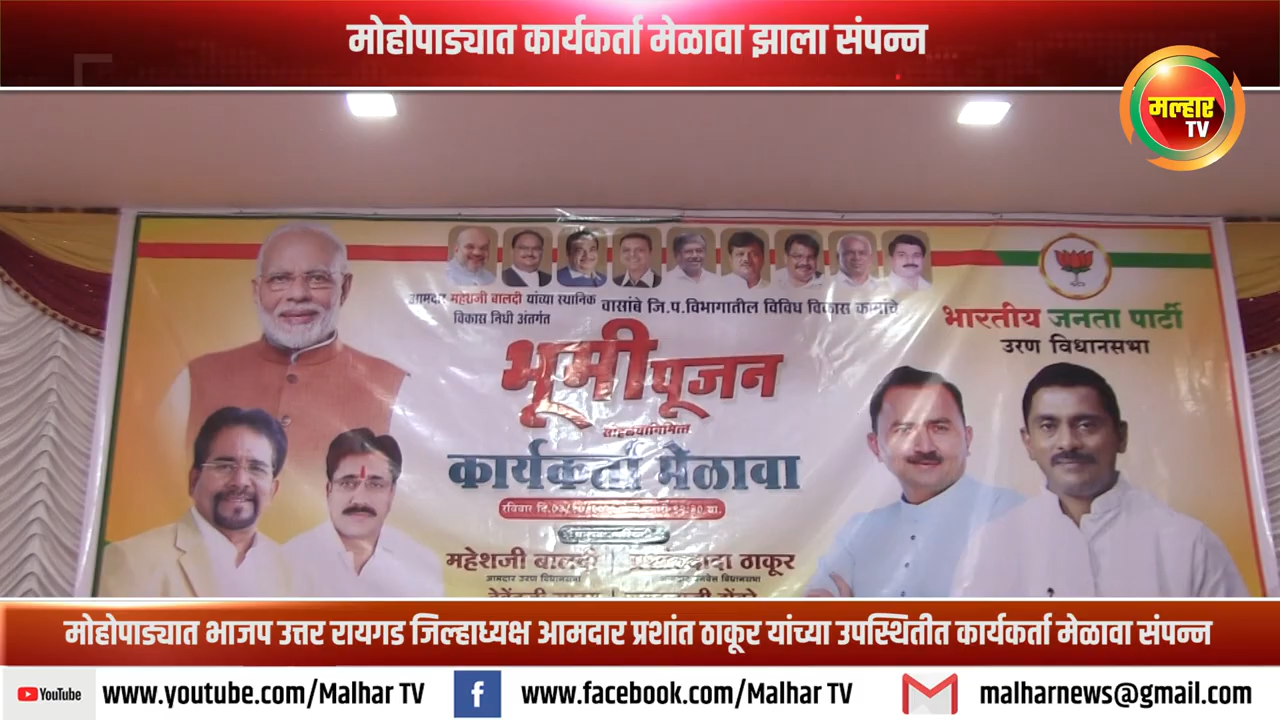 मोहोपाड्यात कार्यकर्ता मेळावा झाला संपन्न
मल्हार
TV
आमदार महेशजी बालदी यांच्या स्थानिक
विकास निधी अंतर्गत
वासांबे जि.प.विभागातील विविध विकास कामांचे
भारतीय जनता पार्टी
उरण विधानसभा
भूमीपूजन
कार्यकर्ता मेळावा
रविवार दि.
महेशजी बालदी
ठाकूर
आमदार उरण विधानसभा
मोहोपाड्यात भाजप उत्तर रायगड जिल्हाध्यक्ष आमदार प्रशांत ठाकूर यांच्या उपस्थितीत कार्यकर्ता मेळावा संपन्न
YouTube
www.youtube.com/Malhar TV
f
www.facebook.com/Malhar TV
malharnews@gmail.com